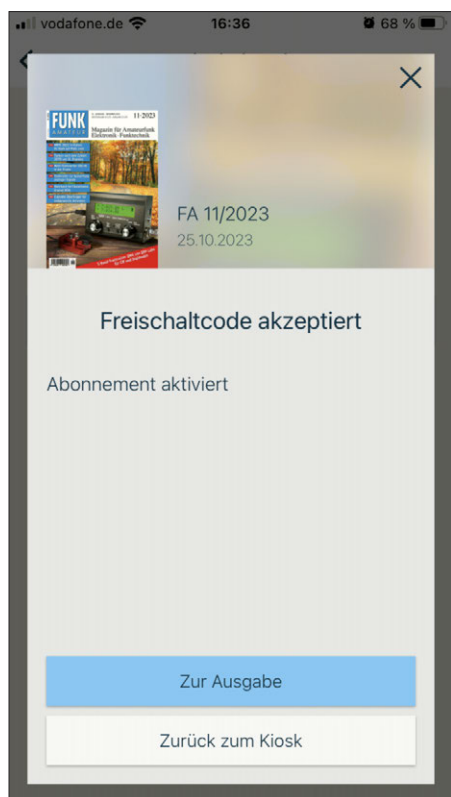 vodafone.de 16:36 68 %
FUNK
AMATEUR
11·2023
Magazin für Amateurfunk
Elektronik · Funktechnik
FA 11/2023
25.10.2023
Freischaltcode akzeptiert
Abonnement aktiviert
Zur Ausgabe
Zurück zum Kiosk